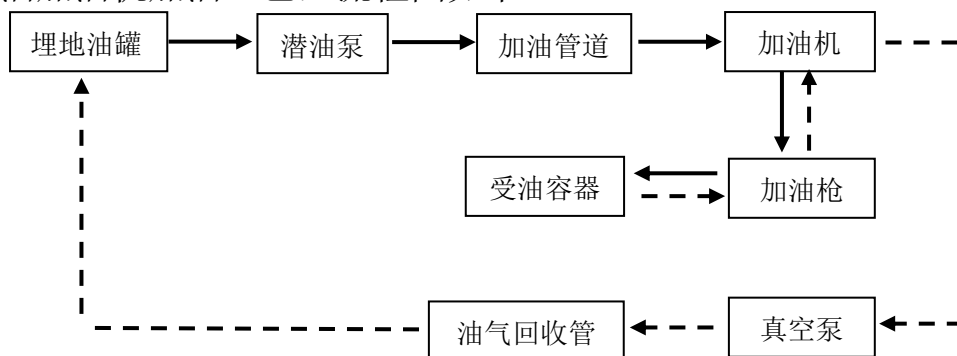 埋地油罐
潜油泵
加油管道
加油机
受油容器
加油枪
油气回收管
真空泵